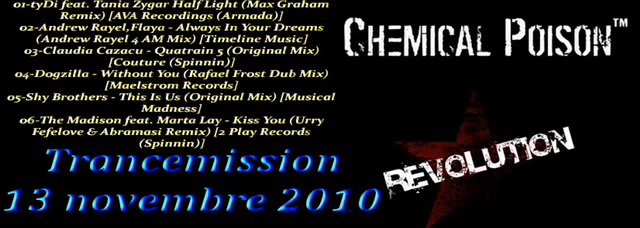 01-tyDi feat. Tania Zygar Half Light (Max Graham
Remix) [AVA Recordings (Armada)]
02-Andrew Rayel,Flaya - Always In Your Dreams
(Andrew Rayel 4 AM Mix) [Timeline Music]
03-Claudia Cazacu - Quatrain 5 (Original Mix)
[Couture (Spinnin)]
04-Dogzilla - Without You (Rafael Frost Dub Mix)
[Maelstrom Records]
05-Shy Brothers - This Is Us (Original Mix) [Musical
Madness]
06-The Madison feat. Marta Lay - Kiss You (Urry
Fefelove & Abramasi Remix) [2 Play Records
(Spinnin)]
Trancemission
13 novembre 2010
CHEMICAL POISON™
REVOLUTION